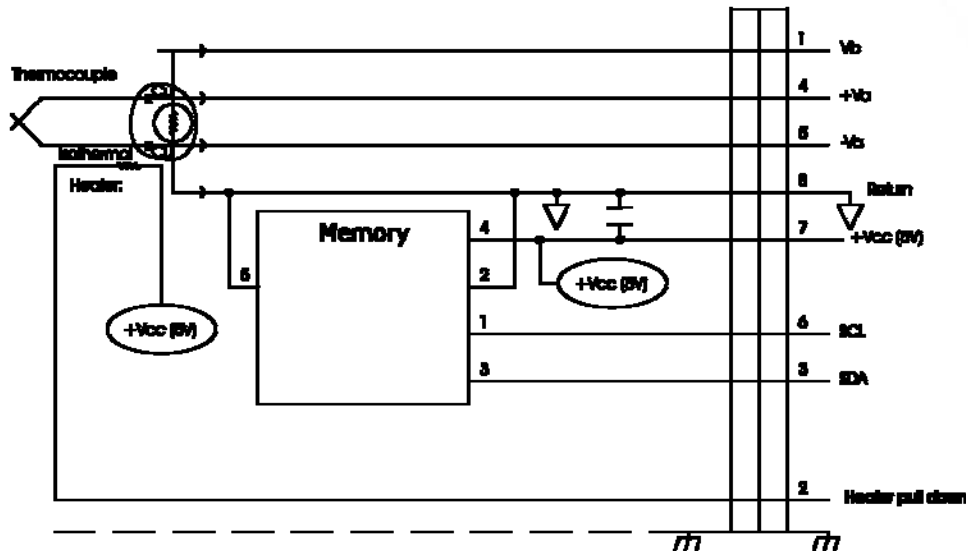 1 Vb
Thermocouple
4 +Va
5 -Va
Isothermal
Heater:
8 Return
Memory
4
7 +Vcc (5V)
5
2
+Vcc (5V)
1
6 SCL
+Vcc (5V)
3
3 SDA
2 Heater pull down